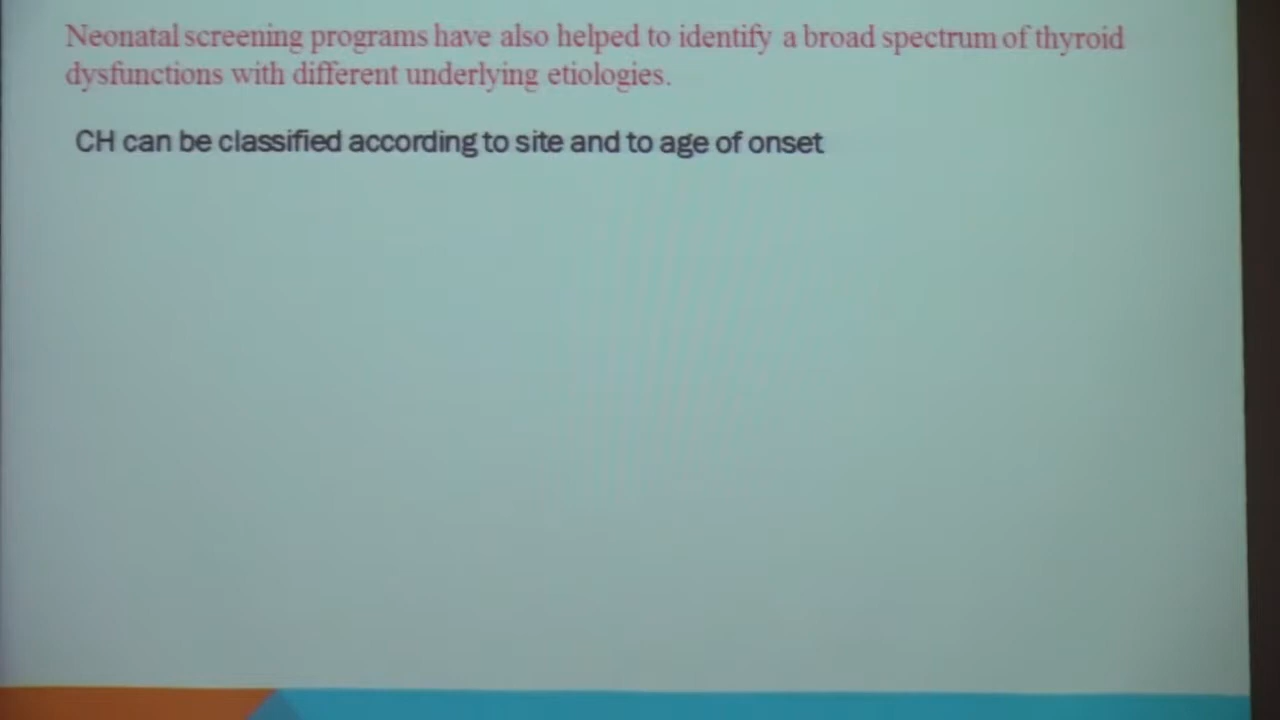 Neonatal screening programs have also helped to identify a broad spectrum of thyroid
dysfunctions with different underlying etiologies.
CH can be classified according to site and to age of onset